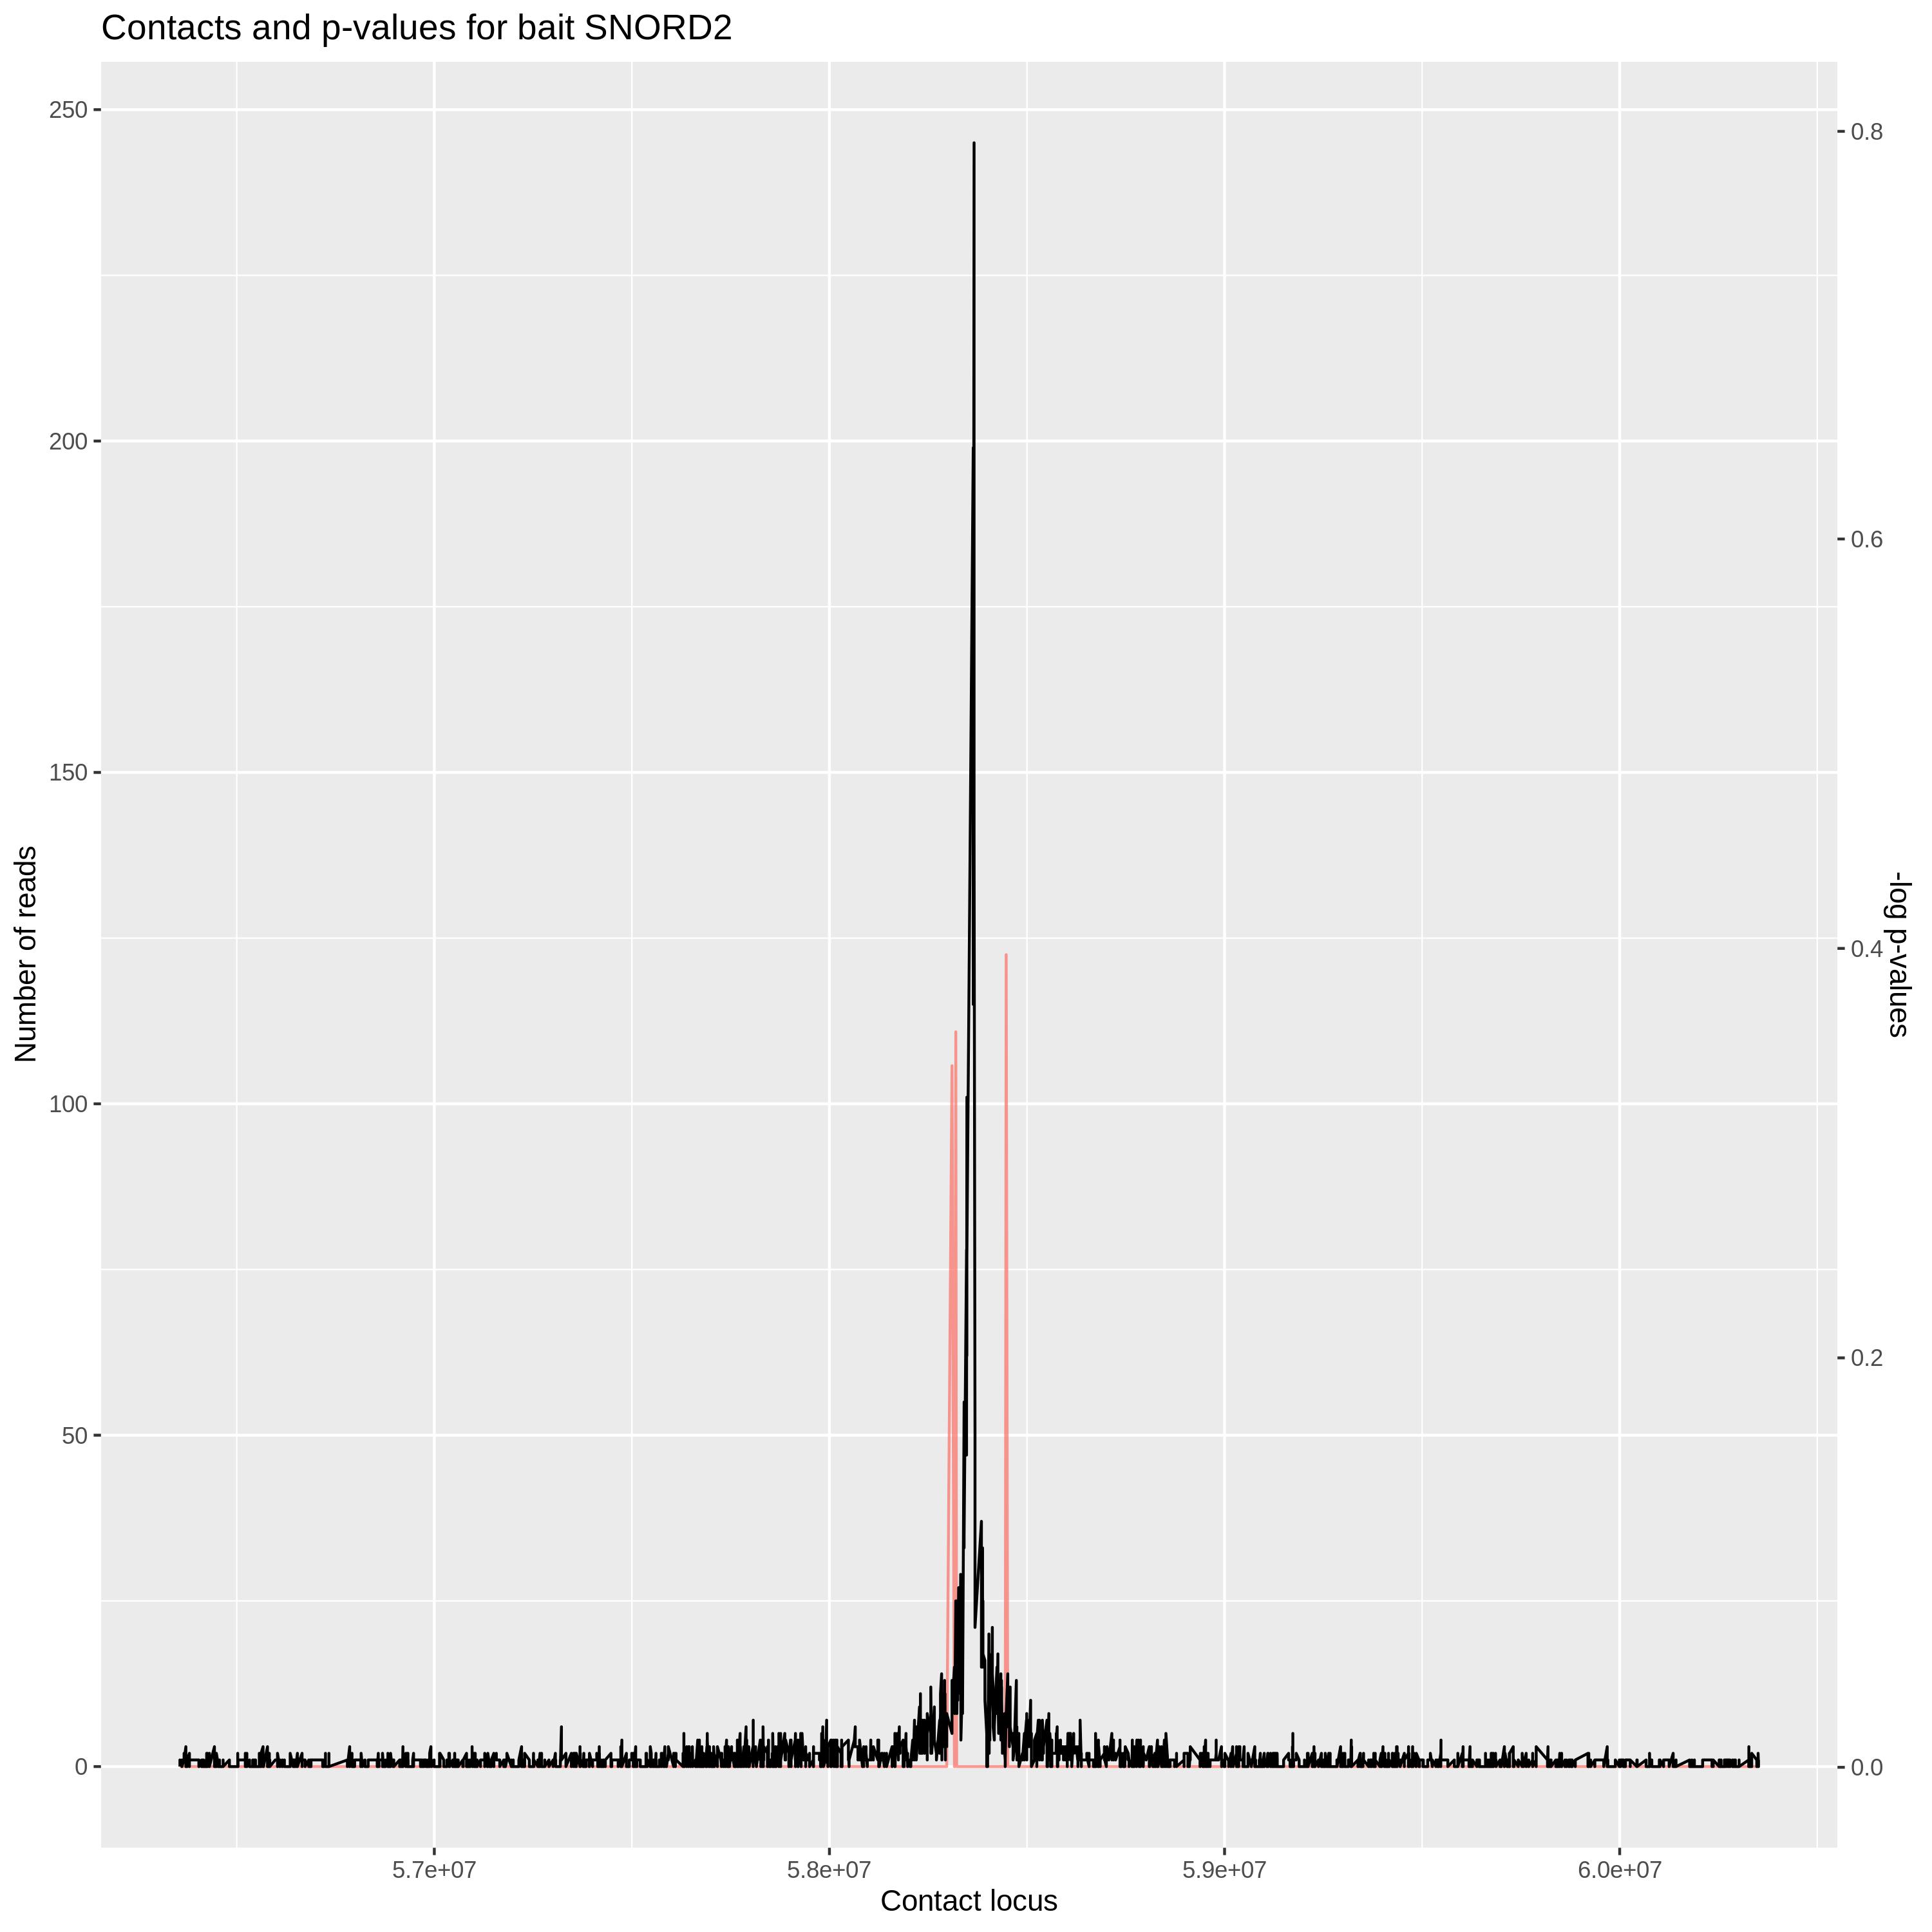 Contacts and p-values for bait SNORD2
250
200
150
100
50
0
Number of reads
0.8
0.6
0.4
0.2
0.0
-log p-values
5.7e+07
5.8e+07
5.9e+07
6.0e+07
Contact locus